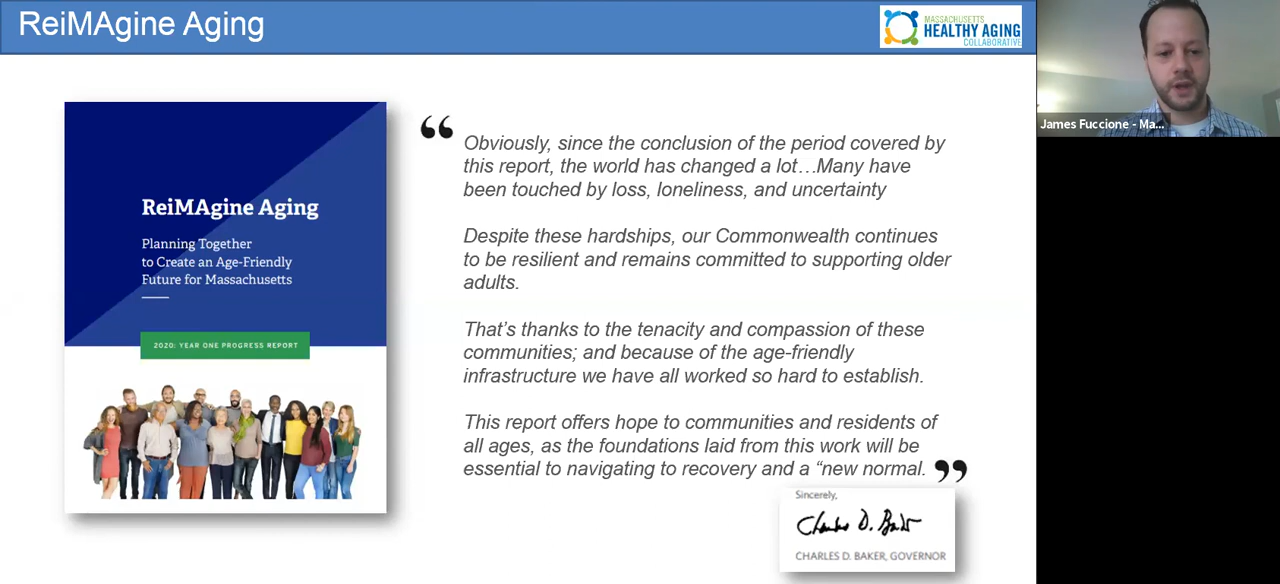 ReiMAgine Aging
MASSACHUSETTS
HEALTHY AGING
COLLABORATIVE
James Fuccione - Ma...
ReiMAgine Aging
Planning Together
to Create an Age-Friendly
Future for Massachusetts
2020: YEAR ONE PROGRESS REPORT
“
Obviously, since the conclusion of the period covered by
this report, the world has changed a lot…Many have
been touched by loss, loneliness, and uncertainty
Despite these hardships, our Commonwealth continues
to be resilient and remains committed to supporting older
adults.
That’s thanks to the tenacity and compassion of these
communities; and because of the age-friendly
infrastructure we have all worked so hard to establish.
This report offers hope to communities and residents of
all ages, as the foundations laid from this work will be
essential to navigating to recovery and a “new normal. ”
Sincerely,
Charles D. Baker
CHARLES D. BAKER, GOVERNOR